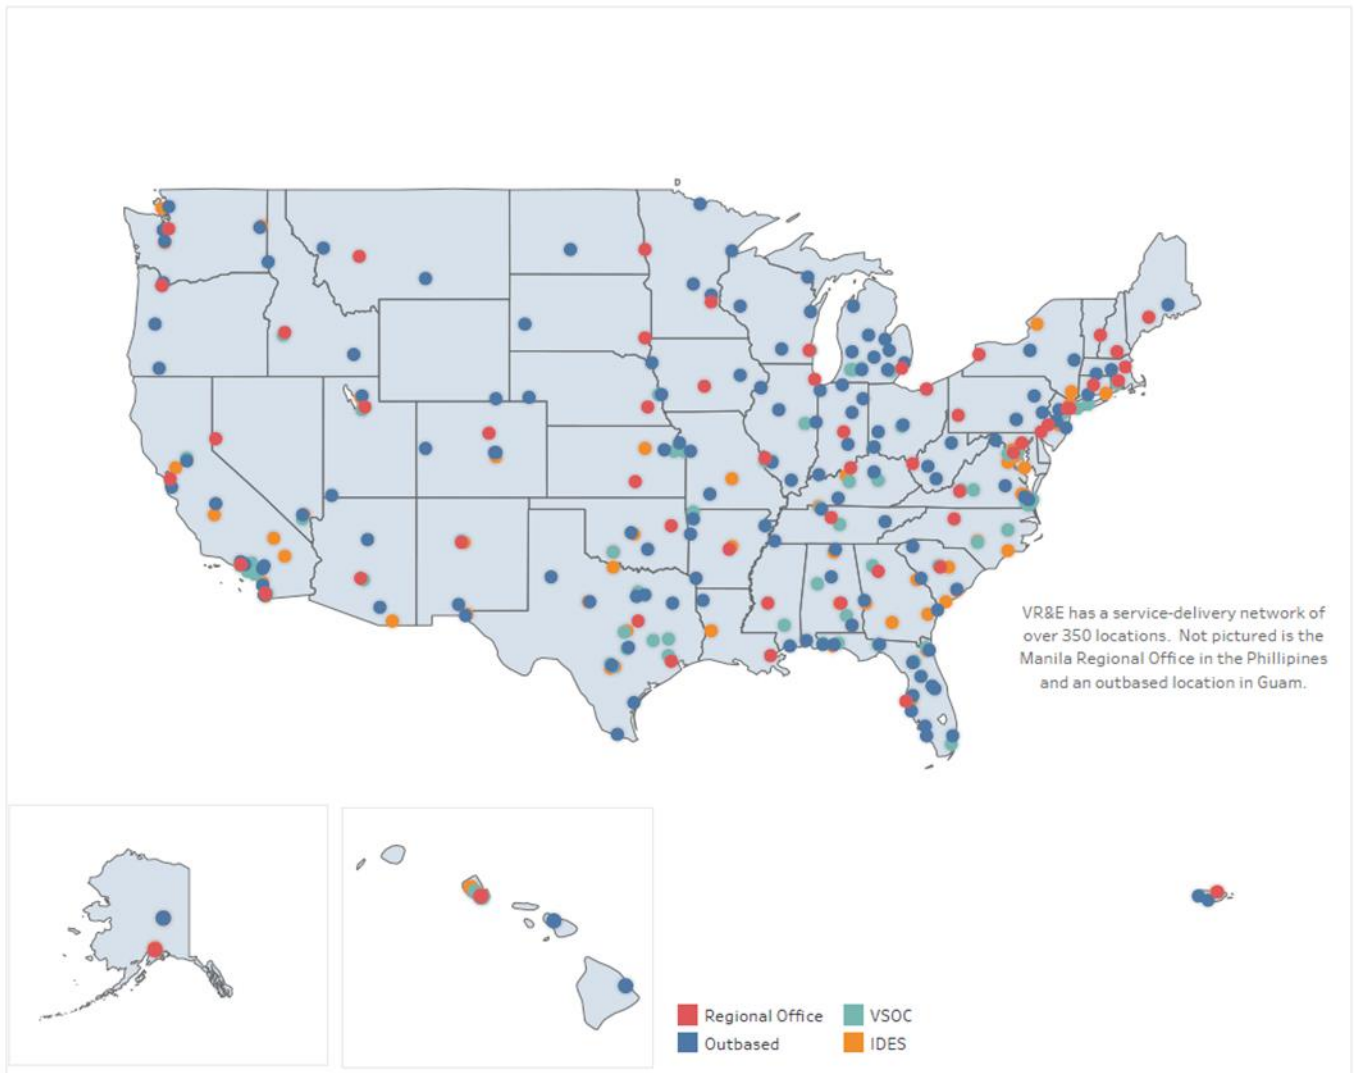 VR&E has a service-delivery network of
over 350 locations. Not pictured is the
Manila Regional Office in the Phillipines
and an outbased location in Guam.
Regional Office
VSOC
Outbased
IDES